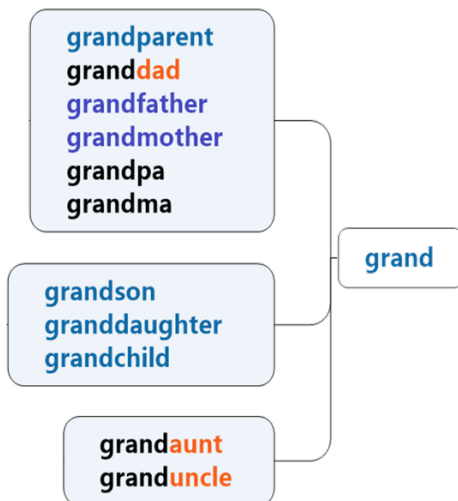 grandparent
granddad
grandfather
grandmother
grandpa
grandma
grand
grandson
granddaughter
grandchild
grandaunt
granduncle